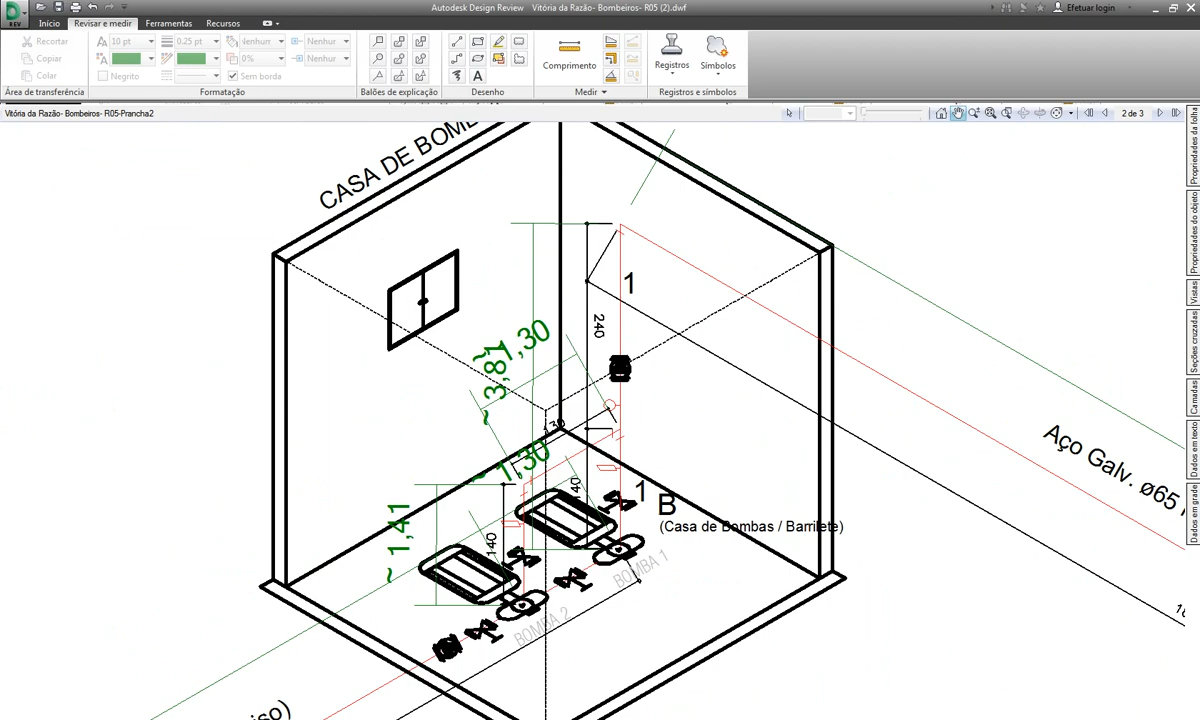 Autodesk Design Review    Vitória da Razão- Bombeiros- R05 (2).dwf
Efetuar login
REV
Início    Revisar e medir    Ferramentas    Recursos
Recortar
Copiar
Colar
Área de transferência
10 pt    0.25 pt    Nenhum    Nenhur
0%    Nenhum
Negrito    Sem borda
Formatação
Balões de explicação
A
Desenho
Comprimento
Medir
Registros    Símbolos
Registros e símbolos
Vitória da Razão- Bombeiros- R05-Prancha2
2 de 3
Propriedades da folha
Propriedades do objeto
Vistas
Seções cruzadas
Camadas
Dados em texto
Dados em grade
CASA DE BOMB
1
240
~ 1,30
~ 3,81
130
~ 1,30
140
1
B
(Casa de Bombas / Barrilete)
Aço Galv. ø65
~ 1,41
140
BOMBA 1
BOMBA 2
iso)